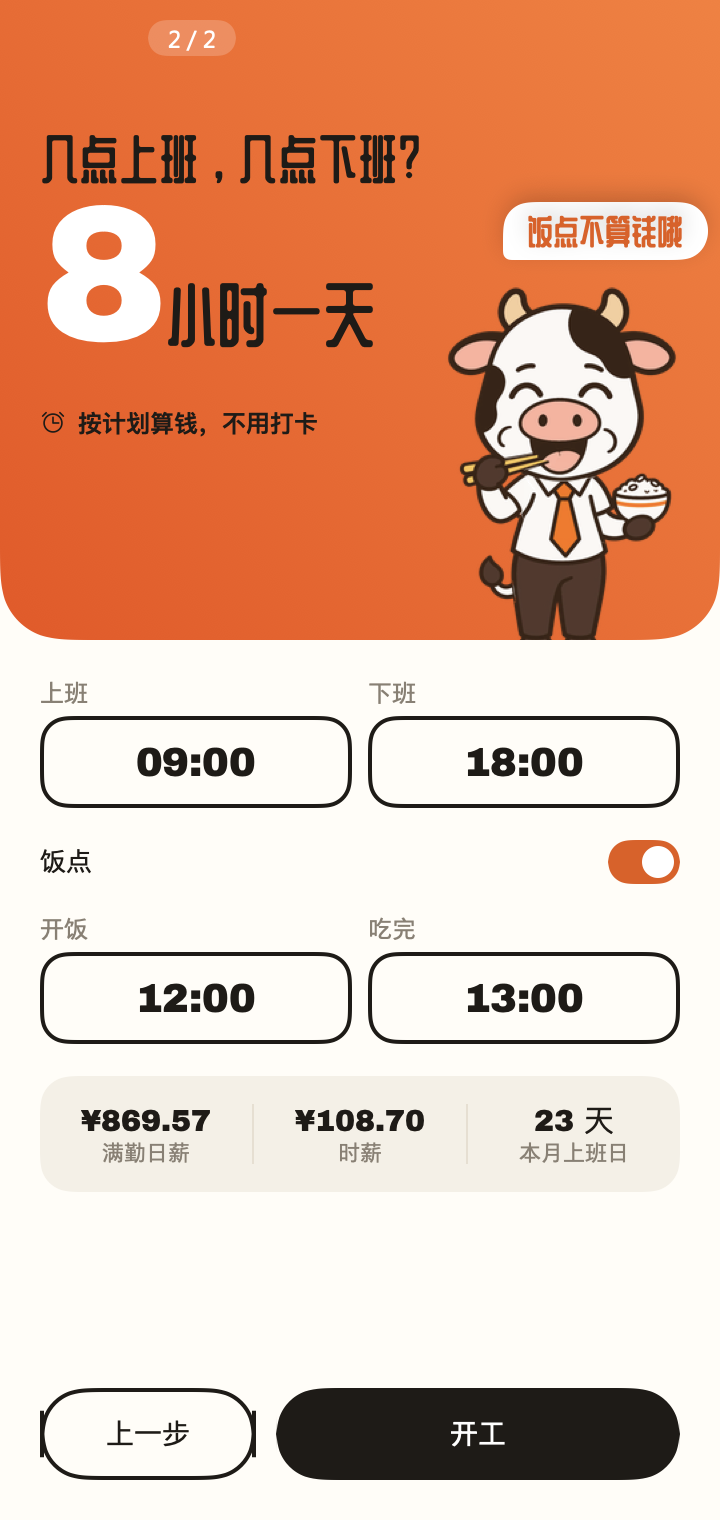 2/2
几点上班，几点下班?
饭点不算钱哦
8小时一天
按计划算钱，不用打卡
上班 下班
09:00 18:00
饭点
开饭 吃完
12:00 13:00
¥869.57 ¥108.70 23 天
满勤日薪 时薪 本月上班日
上一步 开工